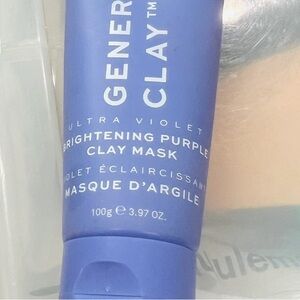 GENER
CLAY™
ULTRA VIOLET
BRIGHTENING PURPLE
CLAY MASK
OLET ÉCLAIRCISSANT
MASQUE D'ARGILE
100g ℮ 3.97 OZ.